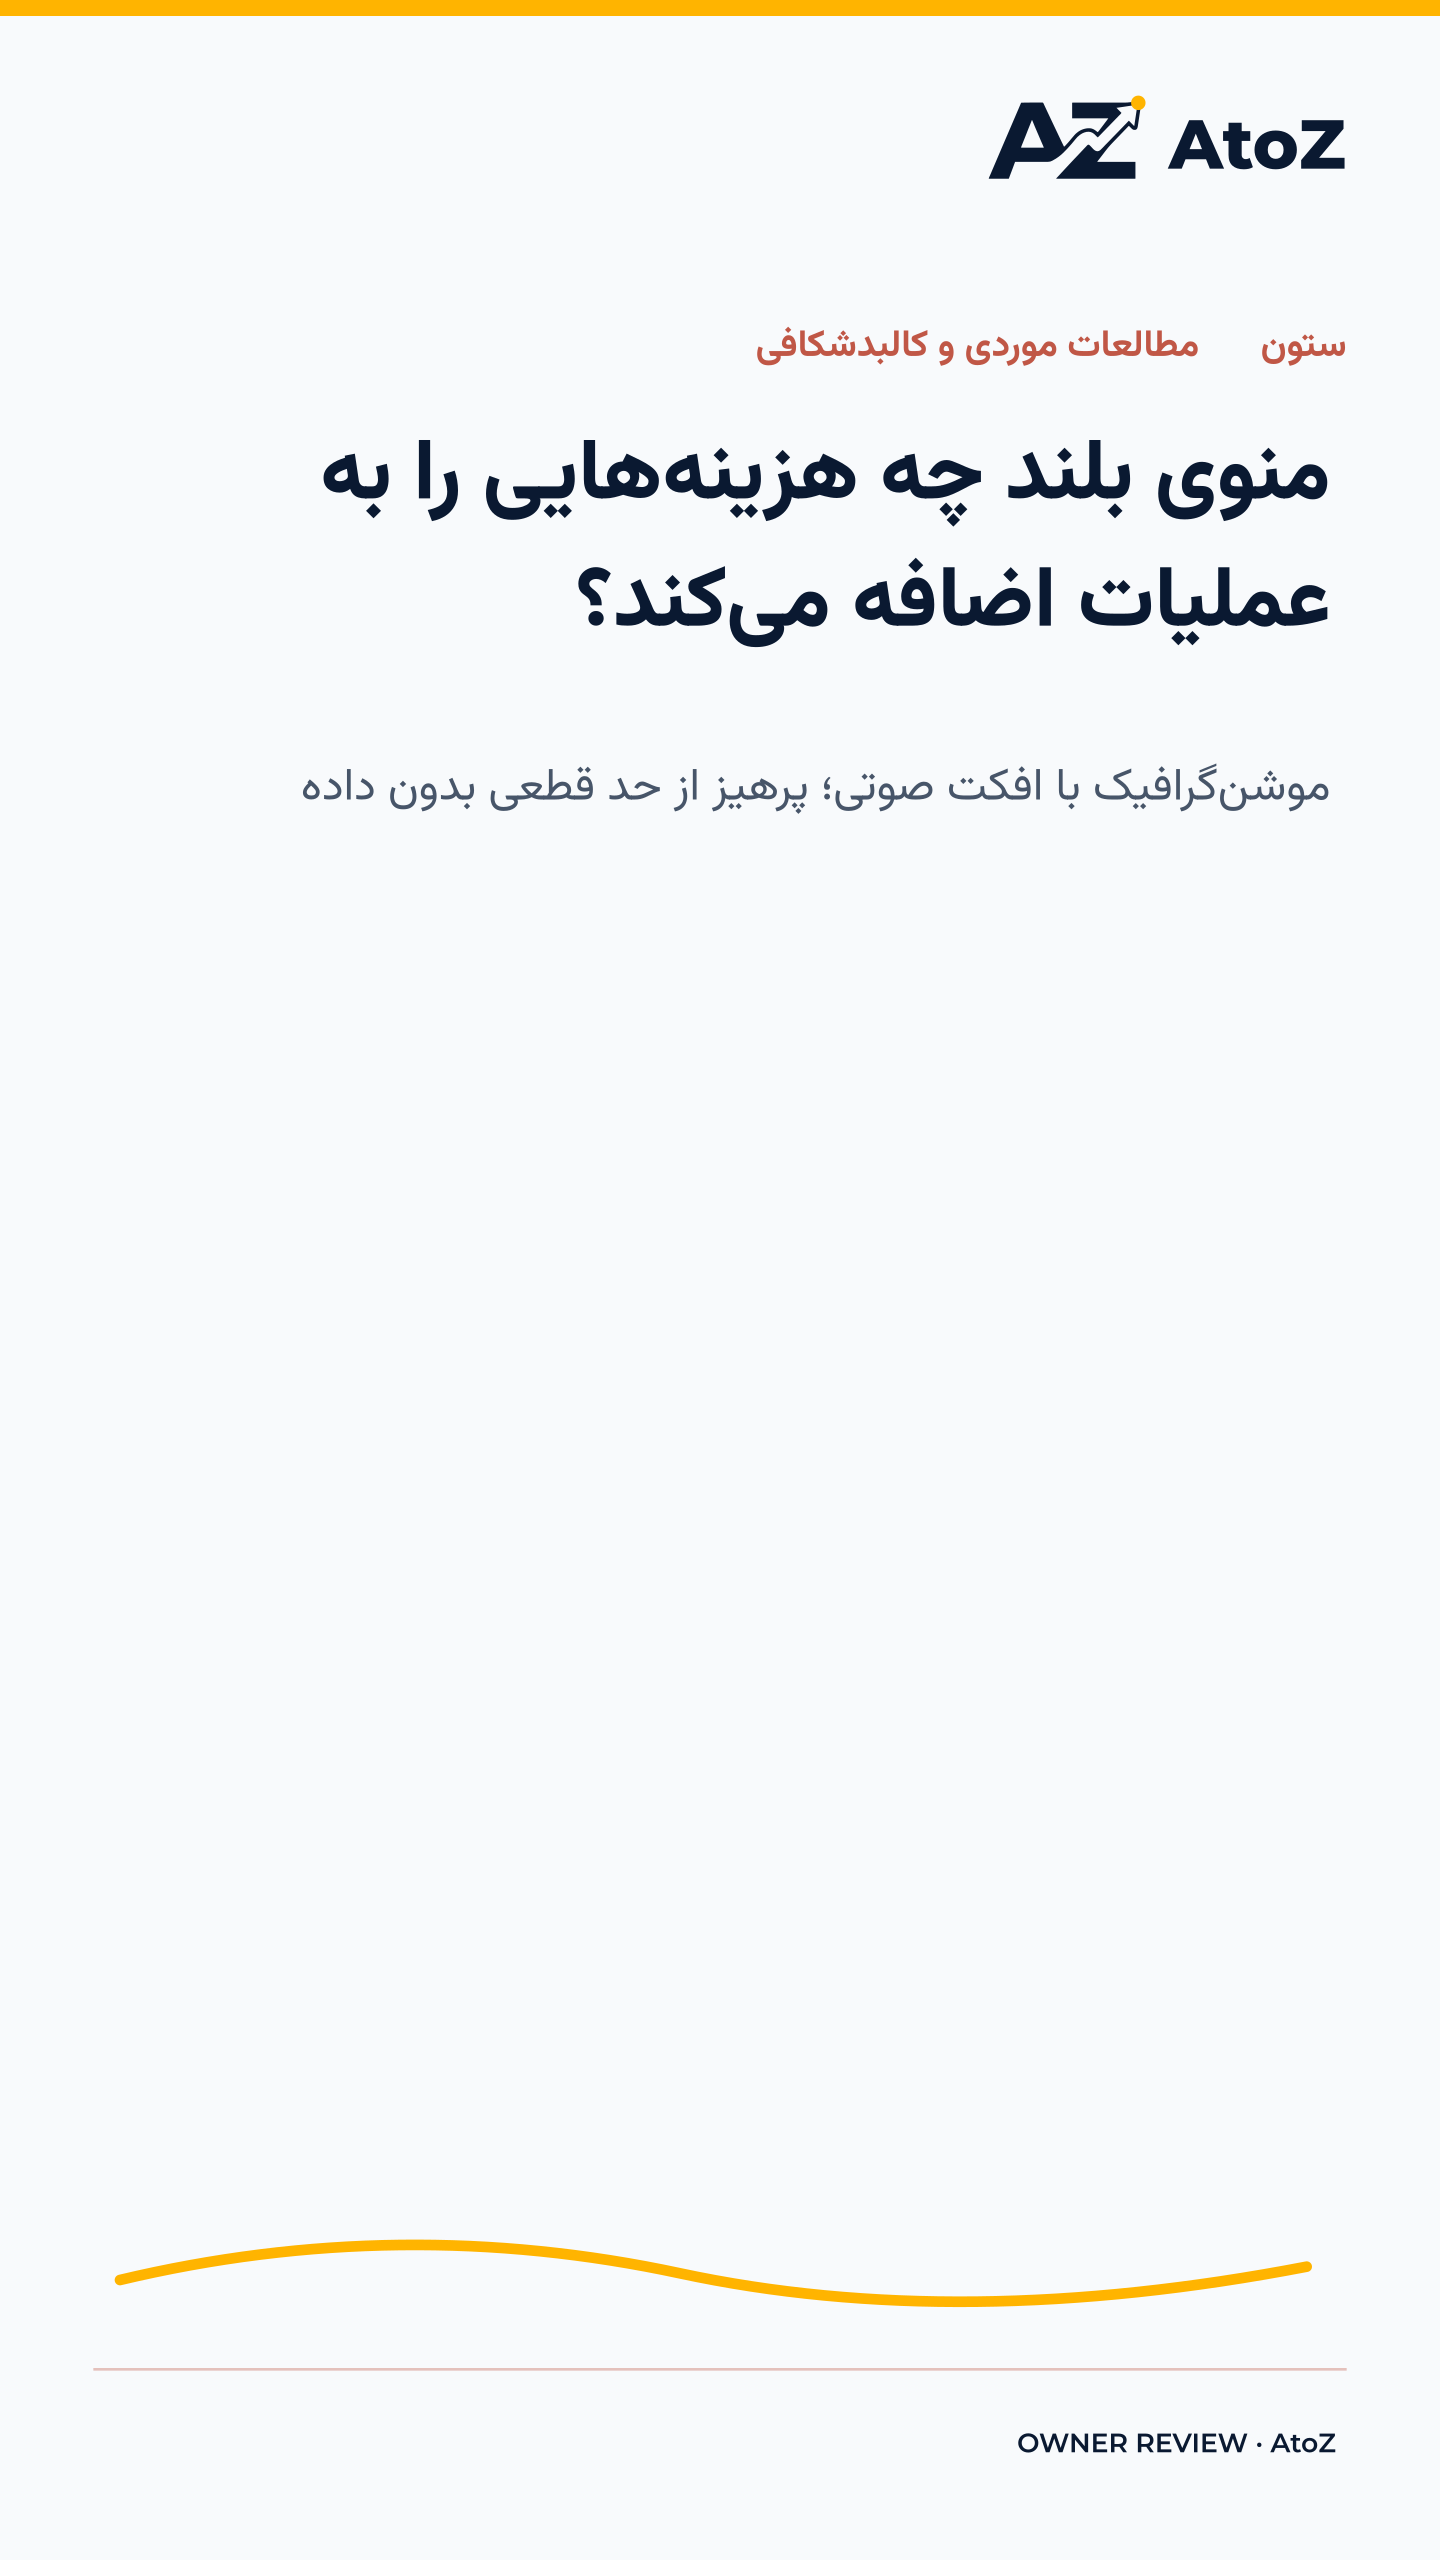 AZ AtoZ
ستون مطالعات موردی و کالبدشکافی
منوی بلند چه هزینه‌هایی را به
عملیات اضافه می‌کند؟
موشن‌گرافیک با افکت صوتی؛ پرهیز از حد قطعی بدون داده
OWNER REVIEW · AtoZ